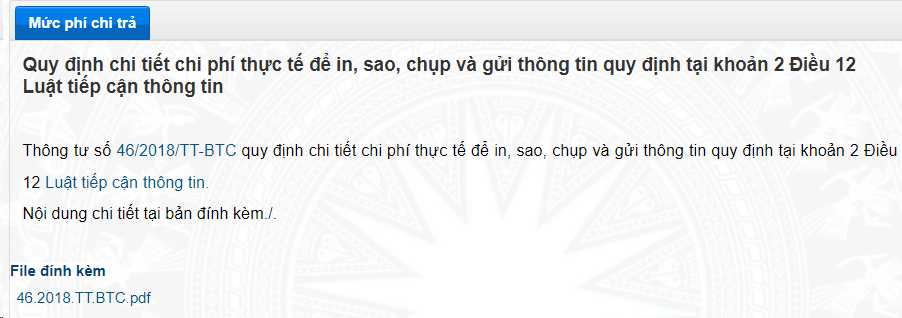 Mức phí chi trả
Quy định chi tiết chi phí thực tế để in, sao, chụp và gửi thông tin quy định tại khoản 2 Điều 12
Luật tiếp cận thông tin
Thông tư số 46/2018/TT-BTC quy định chi tiết chi phí thực tế để in, sao, chụp và gửi thông tin quy định tại khoản 2 Điều
12 Luật tiếp cận thông tin.
Nội dung chi tiết tại bản đính kèm./.
File đính kèm
46.2018.TT.BTC.pdf